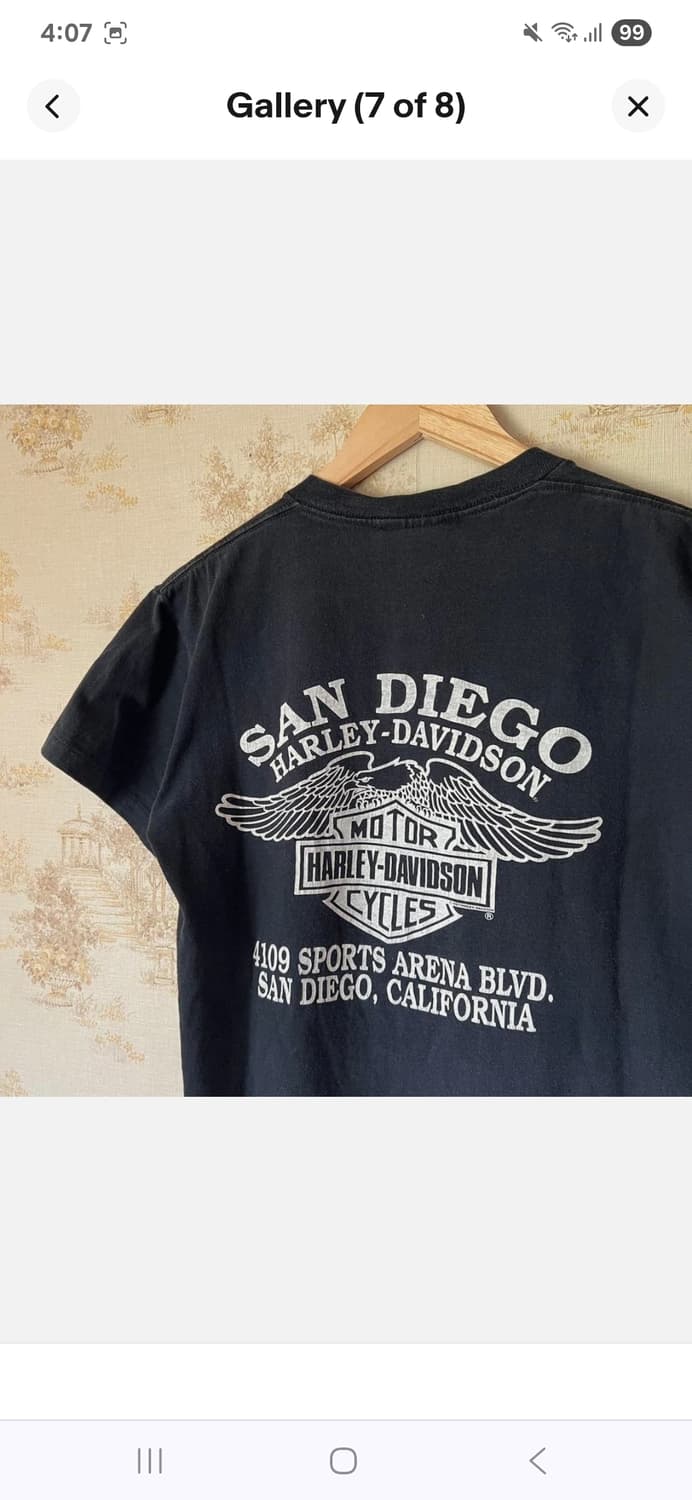 4:07
99
Gallery (7 of 8)
SAN DIEGO
HARLEY-DAVIDSON
MOTOR
HARLEY-DAVIDSON
CYCLES
®
4109 SPORTS ARENA BLVD.
SAN DIEGO, CALIFORNIA